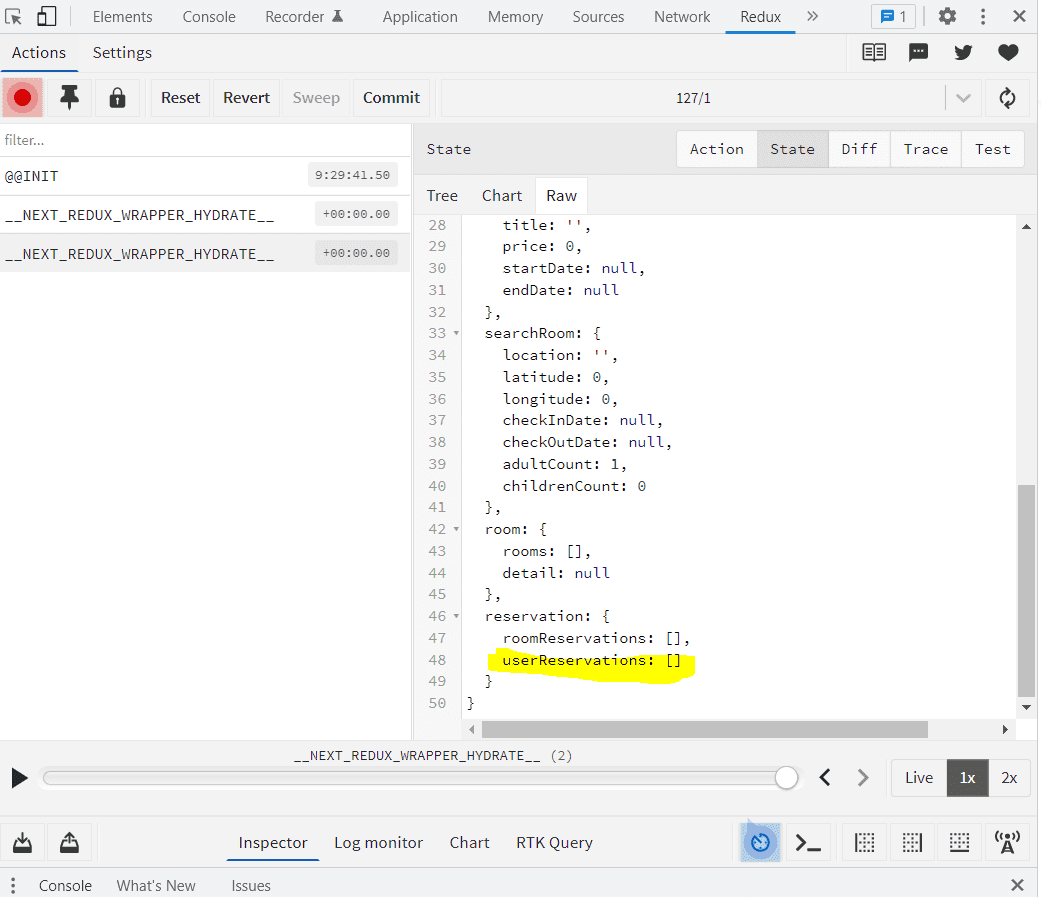 Elements Console Recorder Application Memory Sources Network Redux 1
Actions Settings
Reset Revert Sweep Commit 127/1
filter...
@@INIT 9:29:41.50
__NEXT_REDUX_WRAPPER_HYDRATE__ +00:00.00
__NEXT_REDUX_WRAPPER_HYDRATE__ +00:00.00
State Action State Diff Trace Test
Tree Chart Raw
28 title: '',
29 price: 0,
30 startDate: null,
31 endDate: null
32 },
33 searchRoom: {
34 location: '',
35 latitude: 0,
36 longitude: 0,
37 checkInDate: null,
38 checkOutDate: null,
39 adultCount: 1,
40 childrenCount: 0
41 },
42 room: {
43 rooms: [],
44 detail: null
45 },
46 reservation: {
47 roomReservations: [],
48 userReservations: []
49 }
50 }
__NEXT_REDUX_WRAPPER_HYDRATE__ (2)
Live 1x 2x
Inspector Log monitor Chart RTK Query
Console What's New Issues